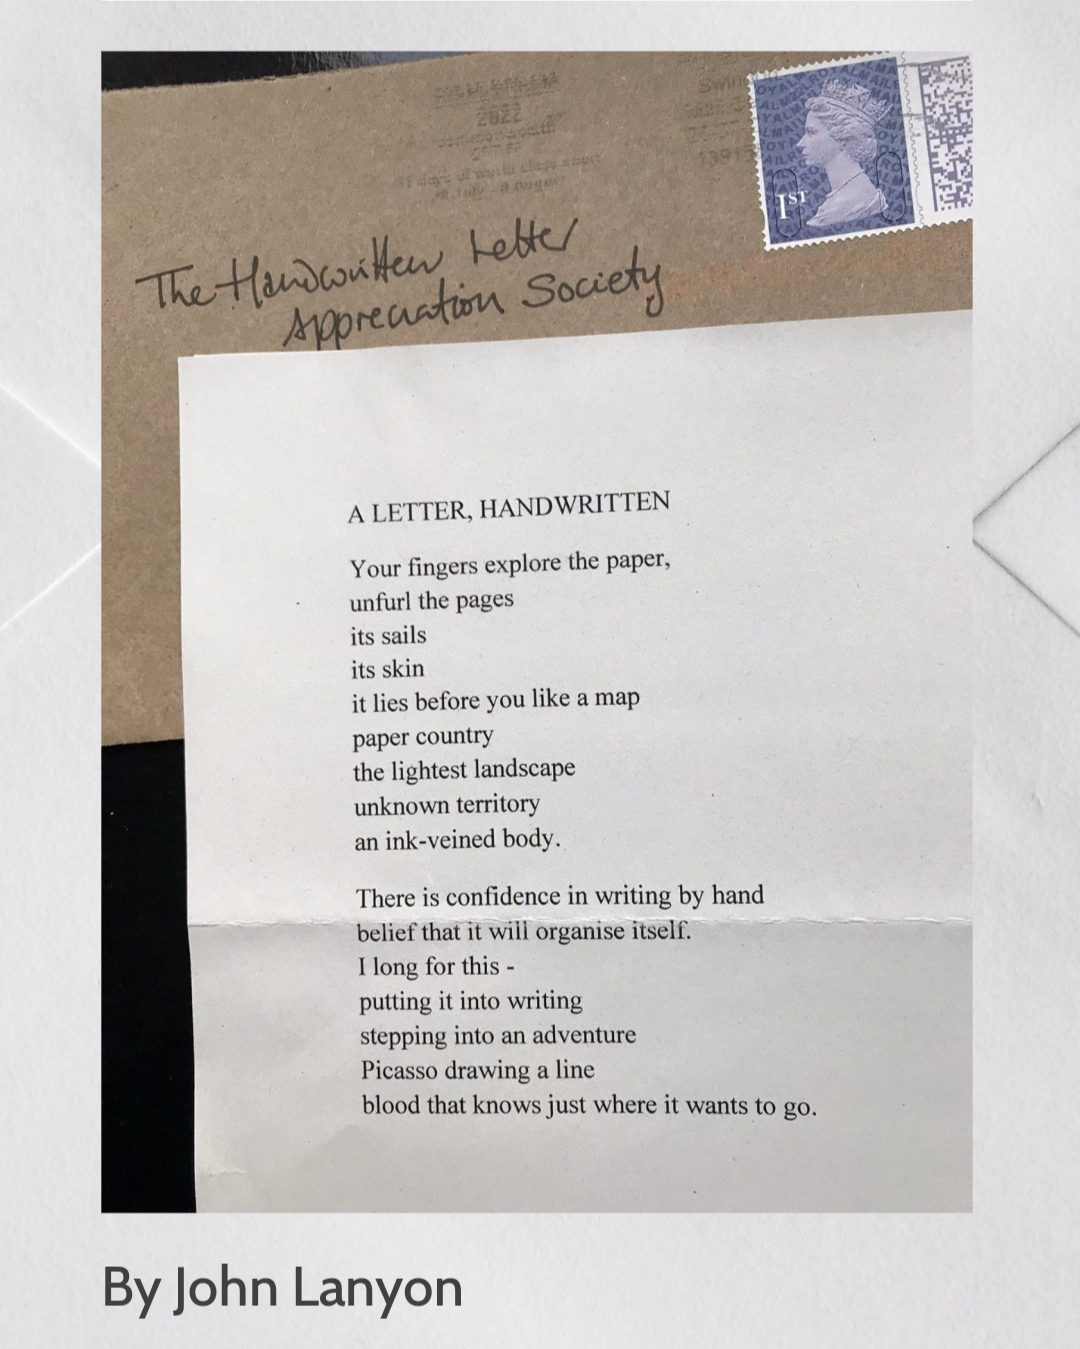 2022
Swin
The Handwritten Letter
Appreciation Society
1ST
A LETTER, HANDWRITTEN
Your fingers explore the paper,
unfurl the pages
its sails
its skin
it lies before you like a map
paper country
the lightest landscape
unknown territory
an ink-veined body.
There is confidence in writing by hand
belief that it will organise itself.
I long for this -
putting it into writing
stepping into an adventure
Picasso drawing a line
blood that knows just where it wants to go.
By John Lanyon